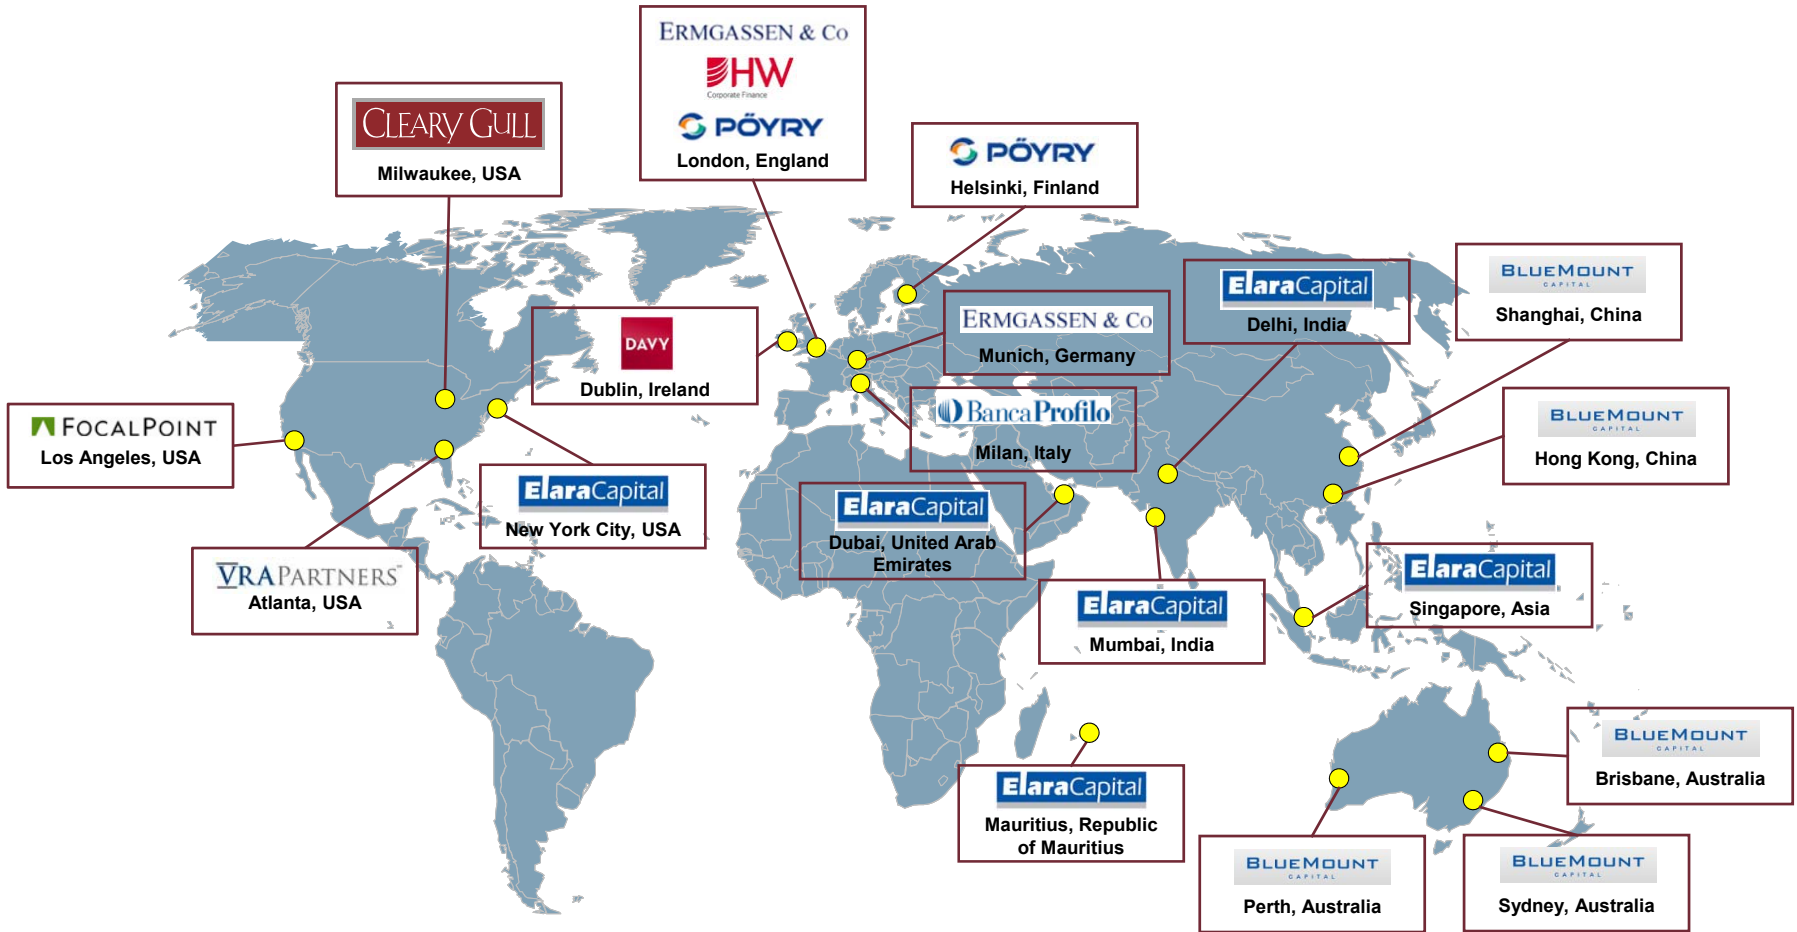 ERMGASSEN & CO
HW
Corporate Finance
PÖYRY
London, England
CLEARY GULL
Milwaukee, USA
PÖYRY
Helsinki, Finland
ElaraCapital
Delhi, India
BLUEMOUNT
CAPITAL
Shanghai, China
DAVY
Dublin, Ireland
ERMGASSEN & CO
Munich, Germany
BancaProfilo
Milan, Italy
FOCALPOINT
Los Angeles, USA
BLUEMOUNT
CAPITAL
Hong Kong, China
ElaraCapital
New York City, USA
ElaraCapital
Dubai, United Arab
Emirates
VRAPARTNERS
Atlanta, USA
ElaraCapital
Mumbai, India
ElaraCapital
Singapore, Asia
ElaraCapital
Mauritius, Republic
of Mauritius
BLUEMOUNT
CAPITAL
Brisbane, Australia
BLUEMOUNT
CAPITAL
Perth, Australia
BLUEMOUNT
CAPITAL
Sydney, Australia